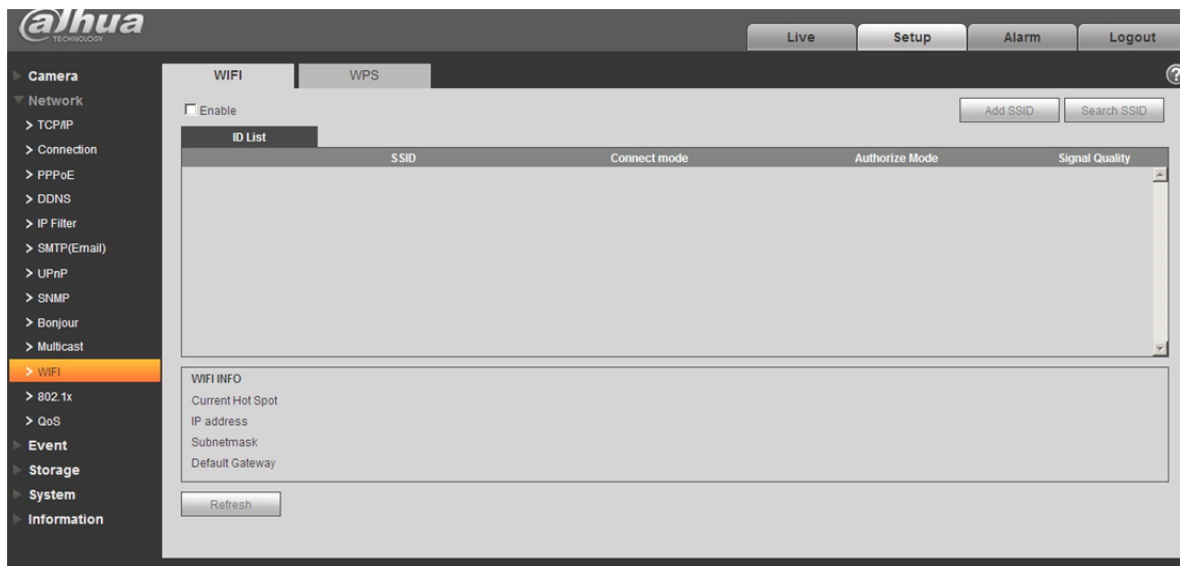 alhua
TECHNOLOGY
Live Setup Alarm Logout
Camera
Network
> TCP/IP
> Connection
> PPPoE
> DDNS
> IP Filter
> SMTP(Email)
> UPnP
> SNMP
> Bonjour
> Multicast
> WIFI
> 802.1x
> QoS
Event
Storage
System
Information
WIFI WPS
?
Enable
Add SSID Search SSID
ID List
SSID Connect mode Authorize Mode Signal Quality
WIFI INFO
Current Hot Spot
IP address
Subnetmask
Default Gateway
Refresh